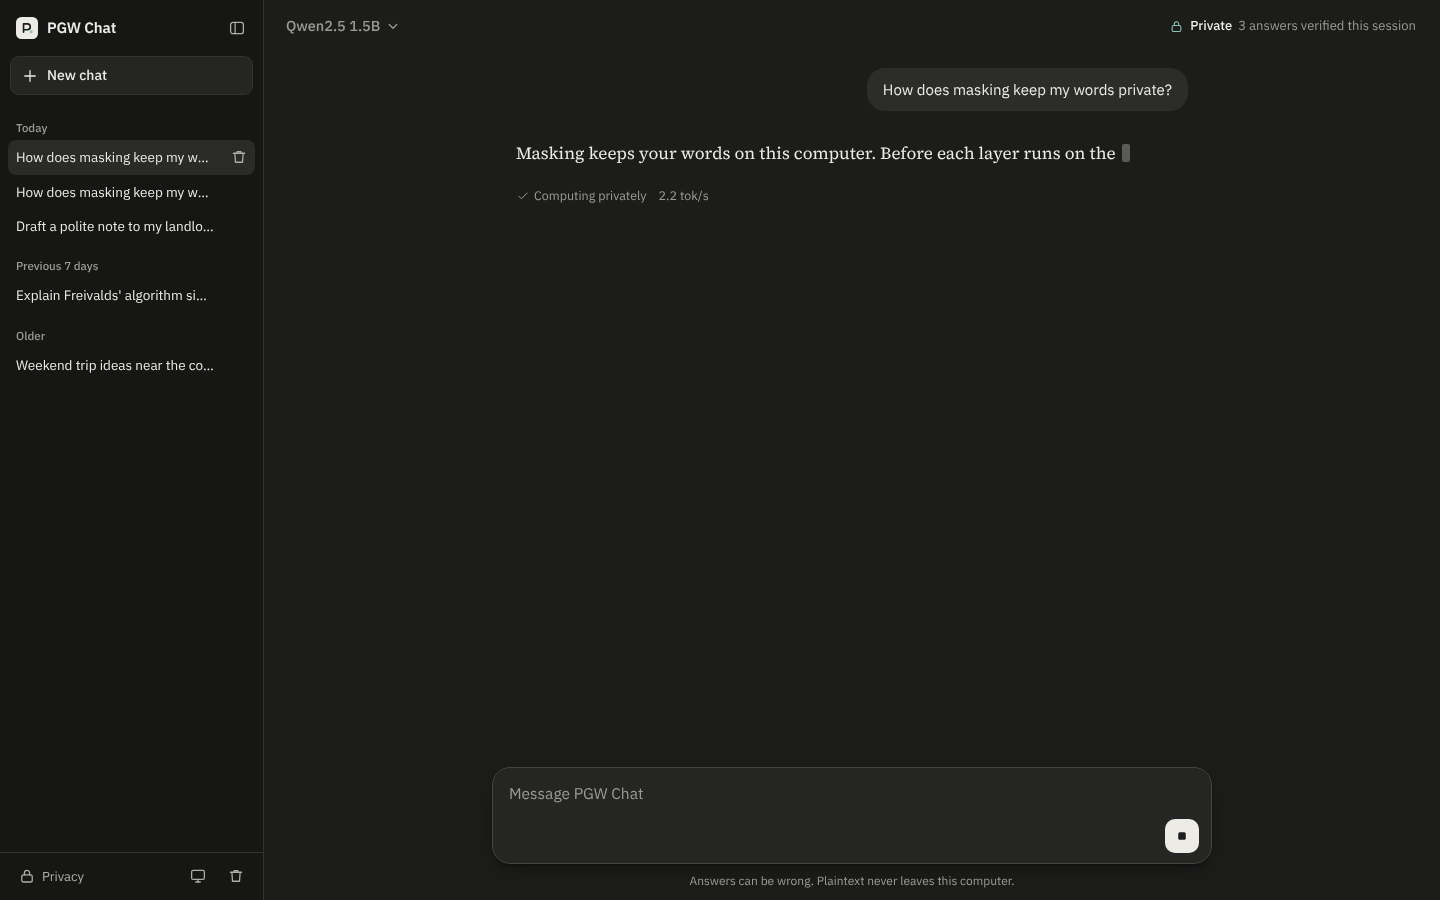 PGW Chat
New chat
Today
How does masking keep my w...
How does masking keep my w...
Draft a polite note to my landlo...
Previous 7 days
Explain Freivalds' algorithm si...
Older
Weekend trip ideas near the co...
Privacy
Qwen2.5 1.5B
Private 3 answers verified this session
How does masking keep my words private?
Masking keeps your words on this computer. Before each layer runs on the
Computing privately 2.2 tok/s
Message PGW Chat
Answers can be wrong. Plaintext never leaves this computer.